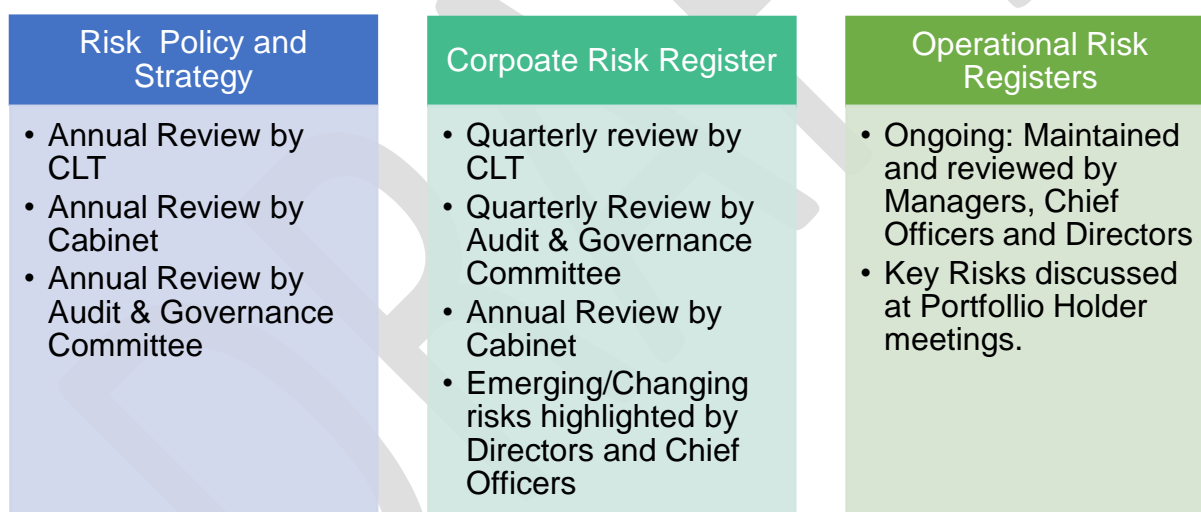 Risk  Policy and
Strategy
• Annual Review by
CLT
• Annual Review by
Cabinet
• Annual Review by
Audit & Governance
Committee
Corpoate Risk Register
• Quarterly review by
CLT
• Quarterly Review by
Audit & Governance
Committee
• Annual Review by
Cabinet
• Emerging/Changing
risks highlighted by
Directors and Chief
Officers
Operational Risk
Registers
• Ongoing: Maintained
and reviewed by
Managers, Chief
Officers and Directors
• Key Risks discussed
at Portfollio Holder
meetings.